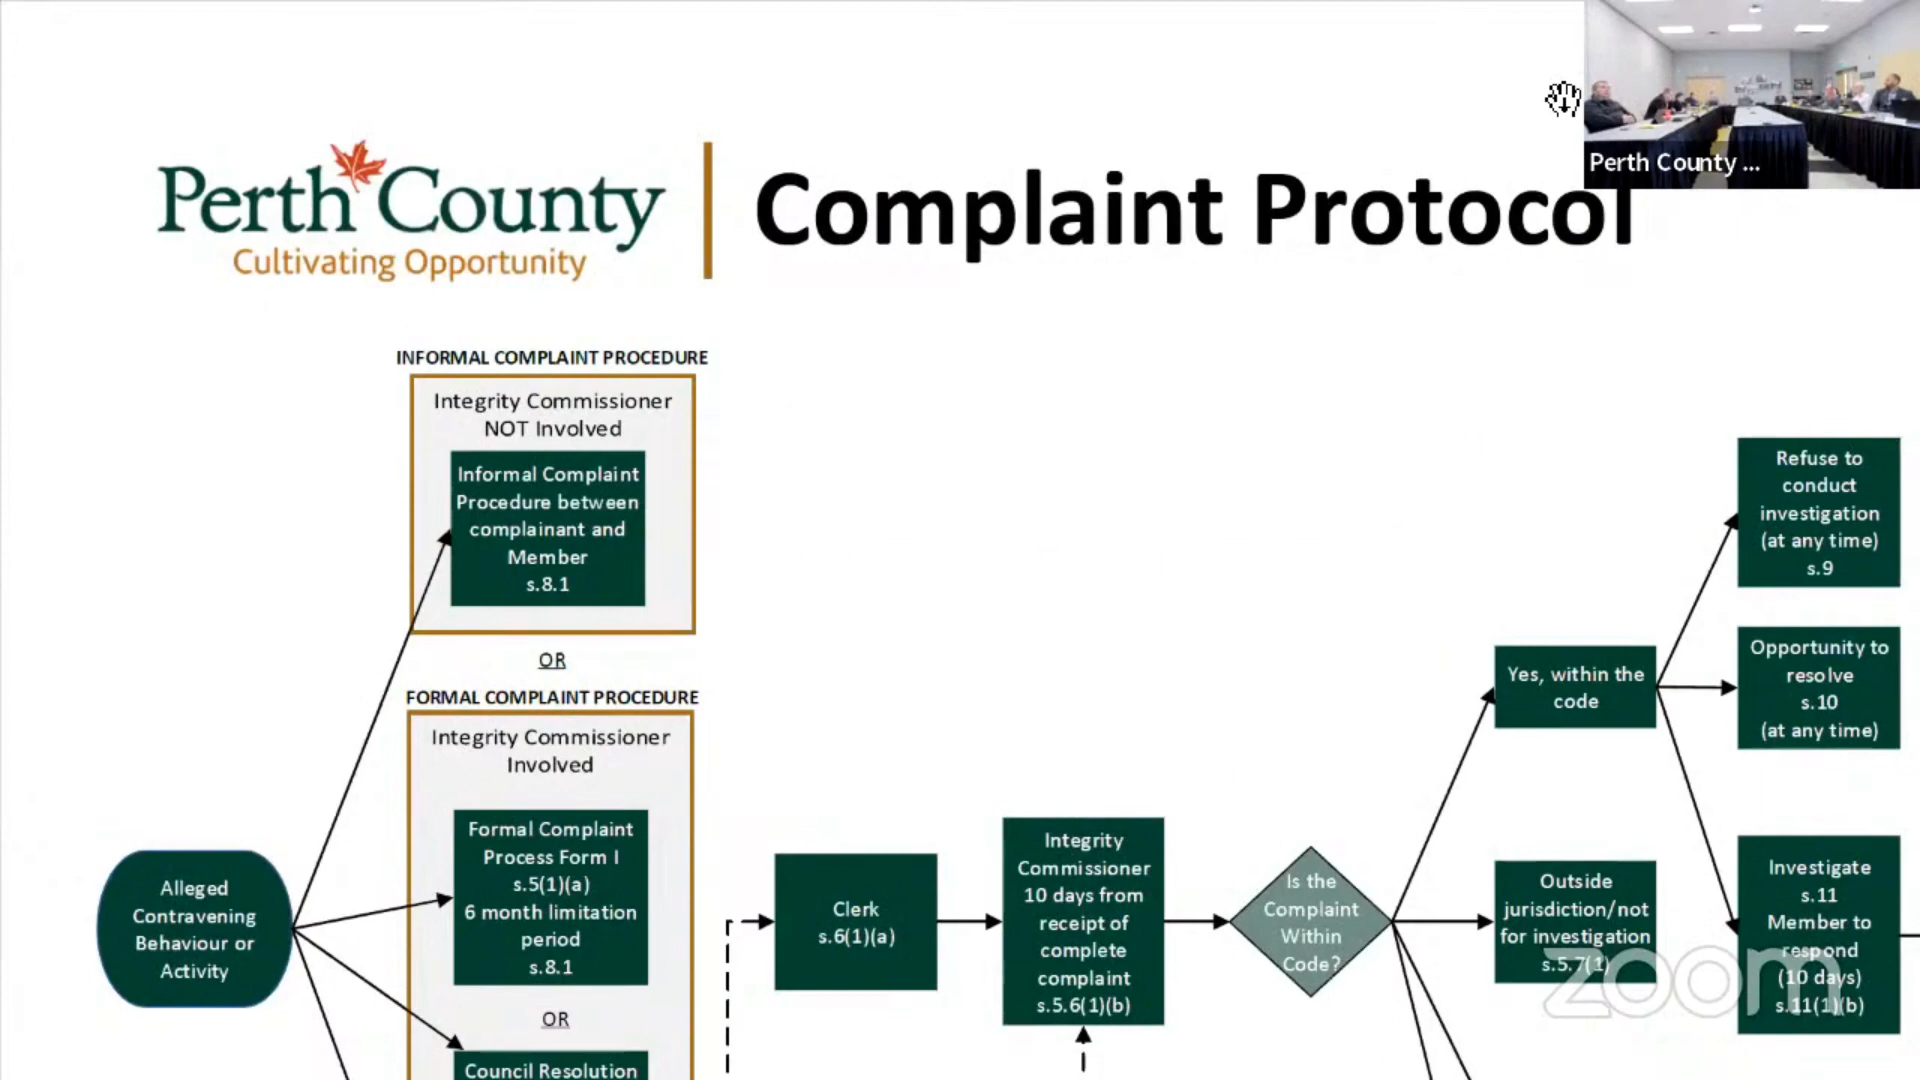 Perth County ...
Perth County
Cultivating Opportunity
Complaint Protocol
INFORMAL COMPLAINT PROCEDURE
Integrity Commissioner
NOT Involved
Informal Complaint
Procedure between
complainant and
Member
s.8.1
OR
FORMAL COMPLAINT PROCEDURE
Integrity Commissioner
Involved
Formal Complaint
Process Form I
s.5(1)(a)
6 month limitation
period
s.8.1
OR
Council Resolution
Alleged
Contravening
Behaviour or
Activity
Clerk
s.6(1)(a)
Integrity
Commissioner
10 days from
receipt of
complete
complaint
s.5.6(1)(b)
Is the
Complaint
Within
Code?
Yes, within the
code
Outside
jurisdiction/not
for investigation
s.5.7(1)
Refuse to
conduct
investigation
(at any time)
s.9
Opportunity to
resolve
s.10
(at any time)
Investigate
s.11
Member to
respond
(10 days)
s.11(1)(b)
zoom